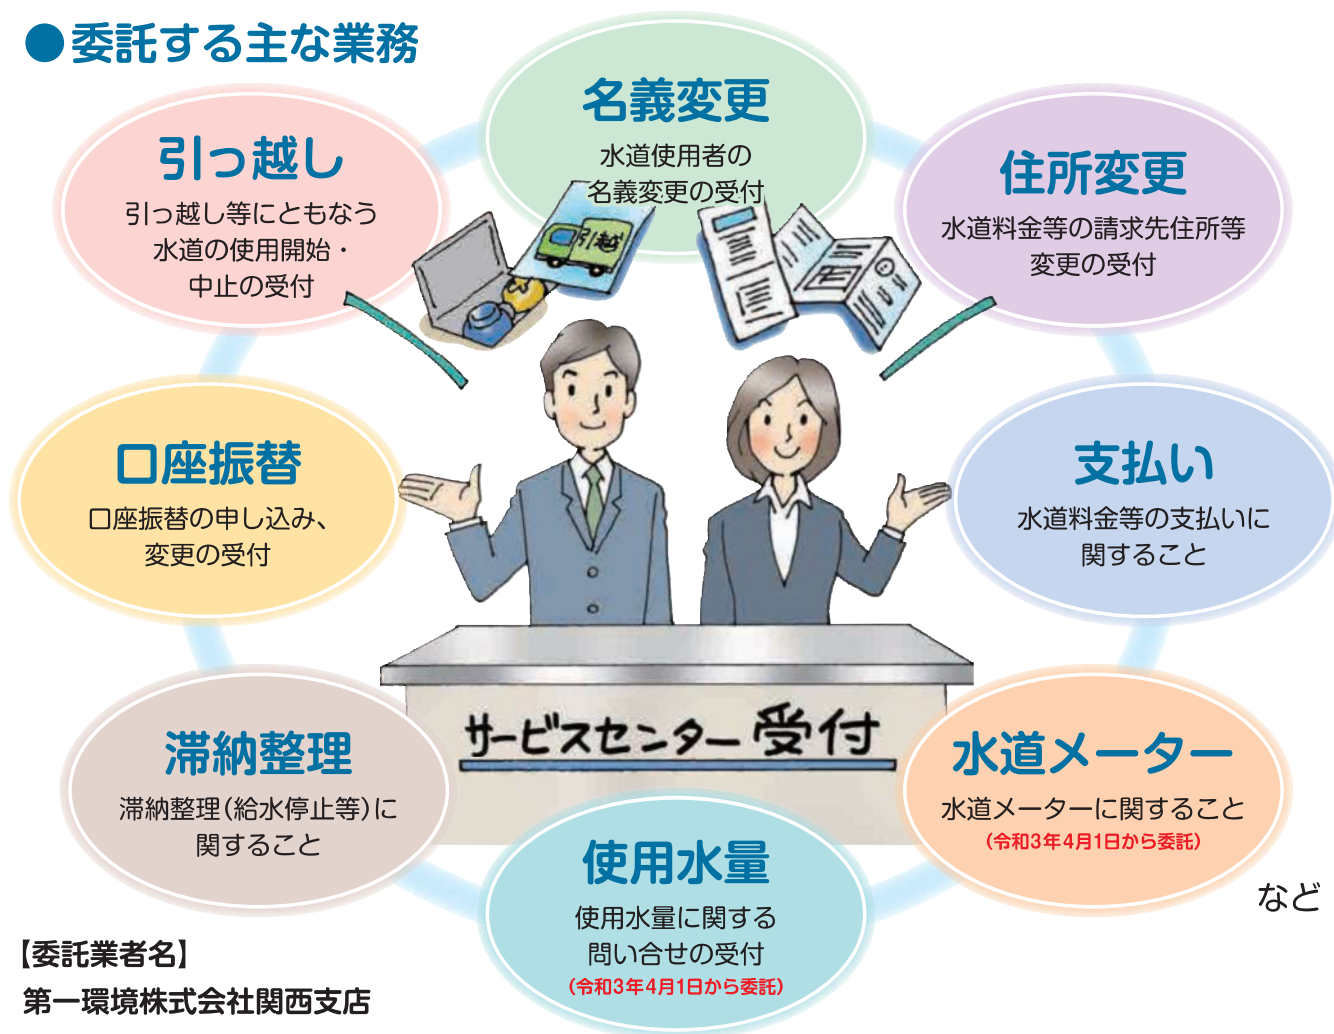 ●委託する主な業務
名義変更
水道使用者の
名義変更の受付
引っ越し
引っ越し等にともなう
水道の使用開始・
中止の受付
引越
住所変更
水道料金等の請求先住所等
変更の受付
口座振替
口座振替の申し込み、
変更の受付
支払い
水道料金等の支払いに
関すること
サービスセンター受付
滞納整理
滞納整理(給水停止等)に
関すること
水道メーター
水道メーターに関すること
(令和3年4月1日から委託)
使用水量
使用水量に関する
問い合せの受付
(令和3年4月1日から委託)
など
【委託業者名】
第一環境株式会社関西支店